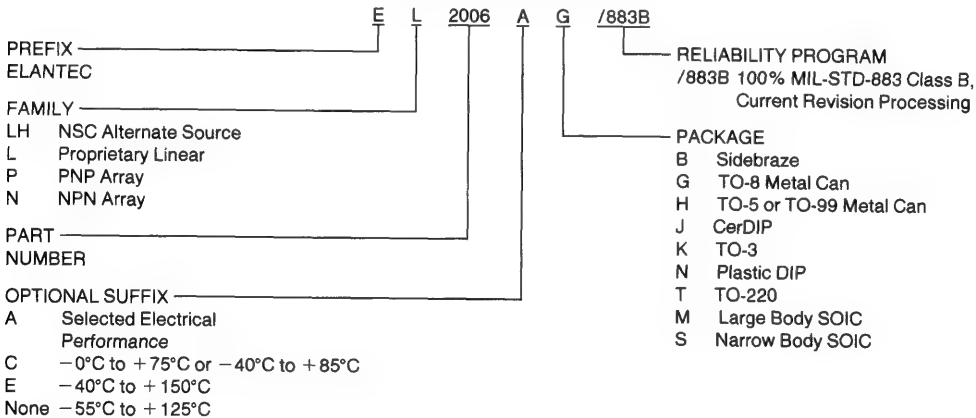 E L 2006 A G /883B
PREFIX
ELANTEC
FAMILY
LH NSC Alternate Source
L Proprietary Linear
P PNP Array
N NPN Array
PART
NUMBER
OPTIONAL SUFFIX
A Selected Electrical
Performance
C −0°C to +75°C or −40°C to +85°C
E −40°C to +150°C
None −55°C to +125°C
RELIABILITY PROGRAM
/883B 100% MIL-STD-883 Class B,
Current Revision Processing
PACKAGE
B Sidebraze
G TO-8 Metal Can
H TO-5 or TO-99 Metal Can
J CerDIP
K TO-3
N Plastic DIP
T TO-220
M Large Body SOIC
S Narrow Body SOIC